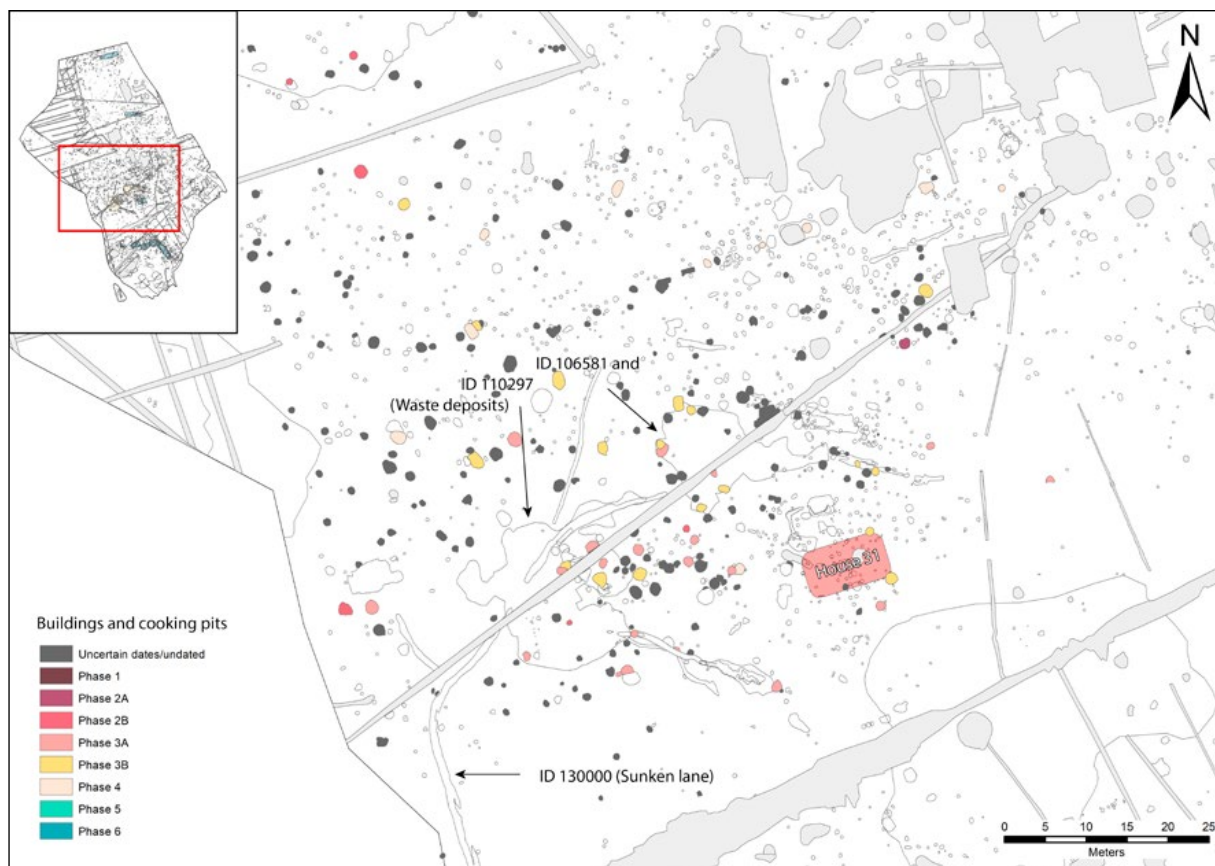 N
ID 106581 and
ID 110297
(Waste deposits)
House 31
Buildings and cooking pits
Uncertain dates/undated
Phase 1
Phase 2A
Phase 2B
Phase 3A
Phase 3B
Phase 4
Phase 5
Phase 6
ID 130000 (Sunken lane)
0 5 10 15 20 25
Meters